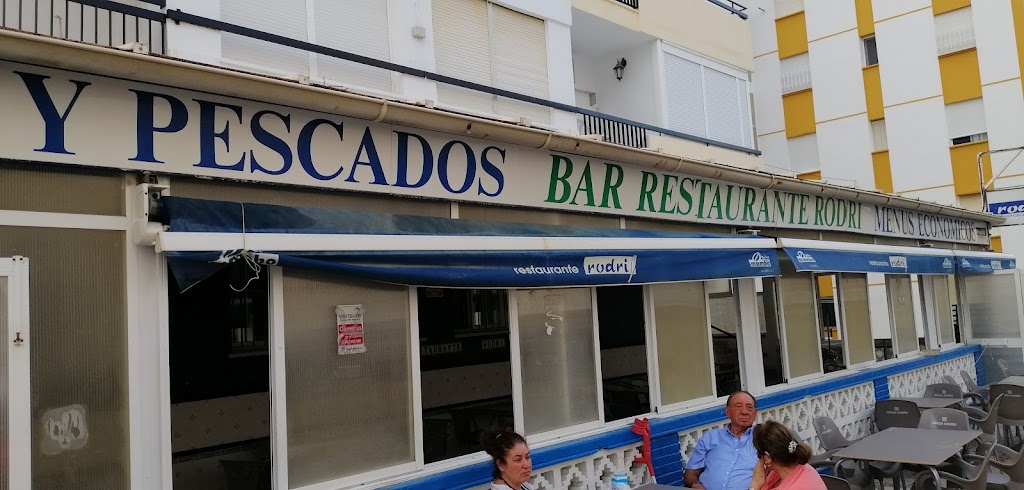 Y PESCADOS BAR RESTAURANTE RODRI MENUS ECONOMICOS
restaurante rodri
restaurante rodri